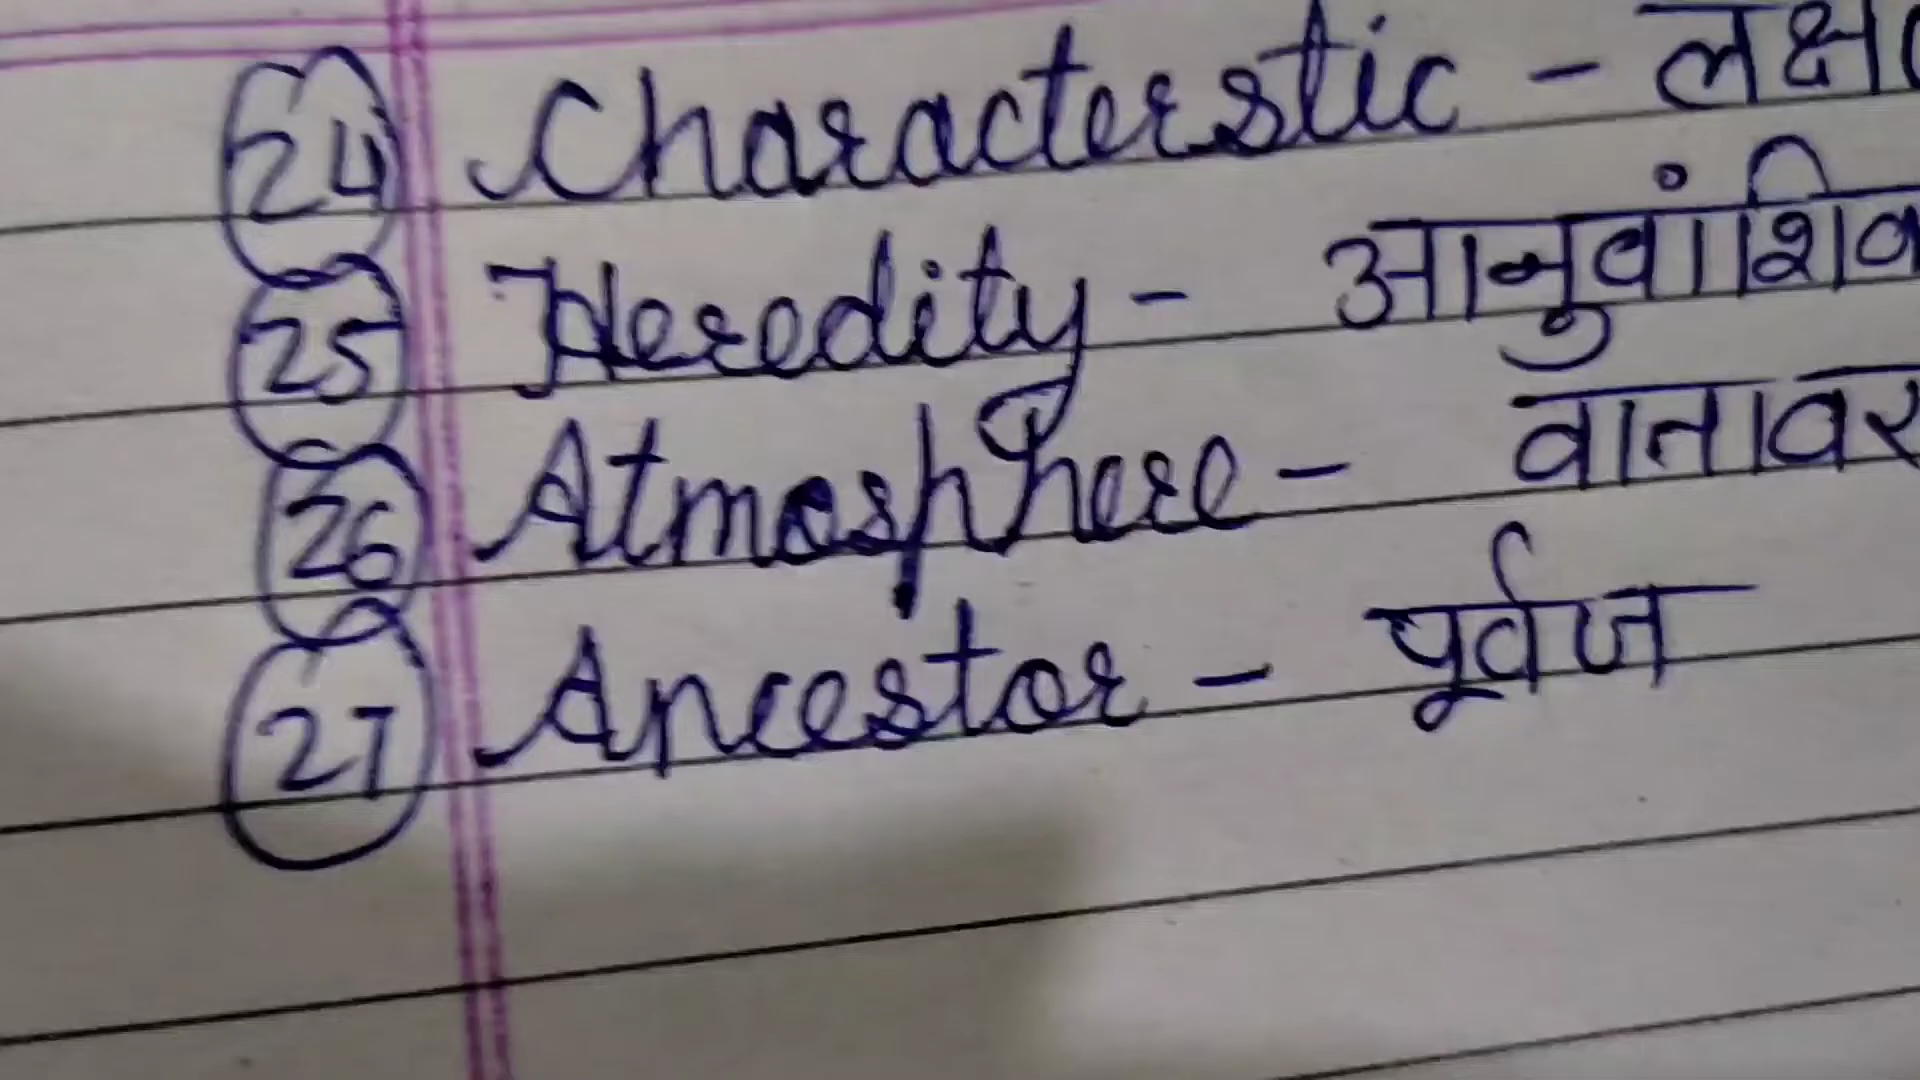 24 Characterstic - लक्ष
25 Heredity - आनुवांशिक
26 Atmosphere - वातावर
27 Ancestor - पूर्वज